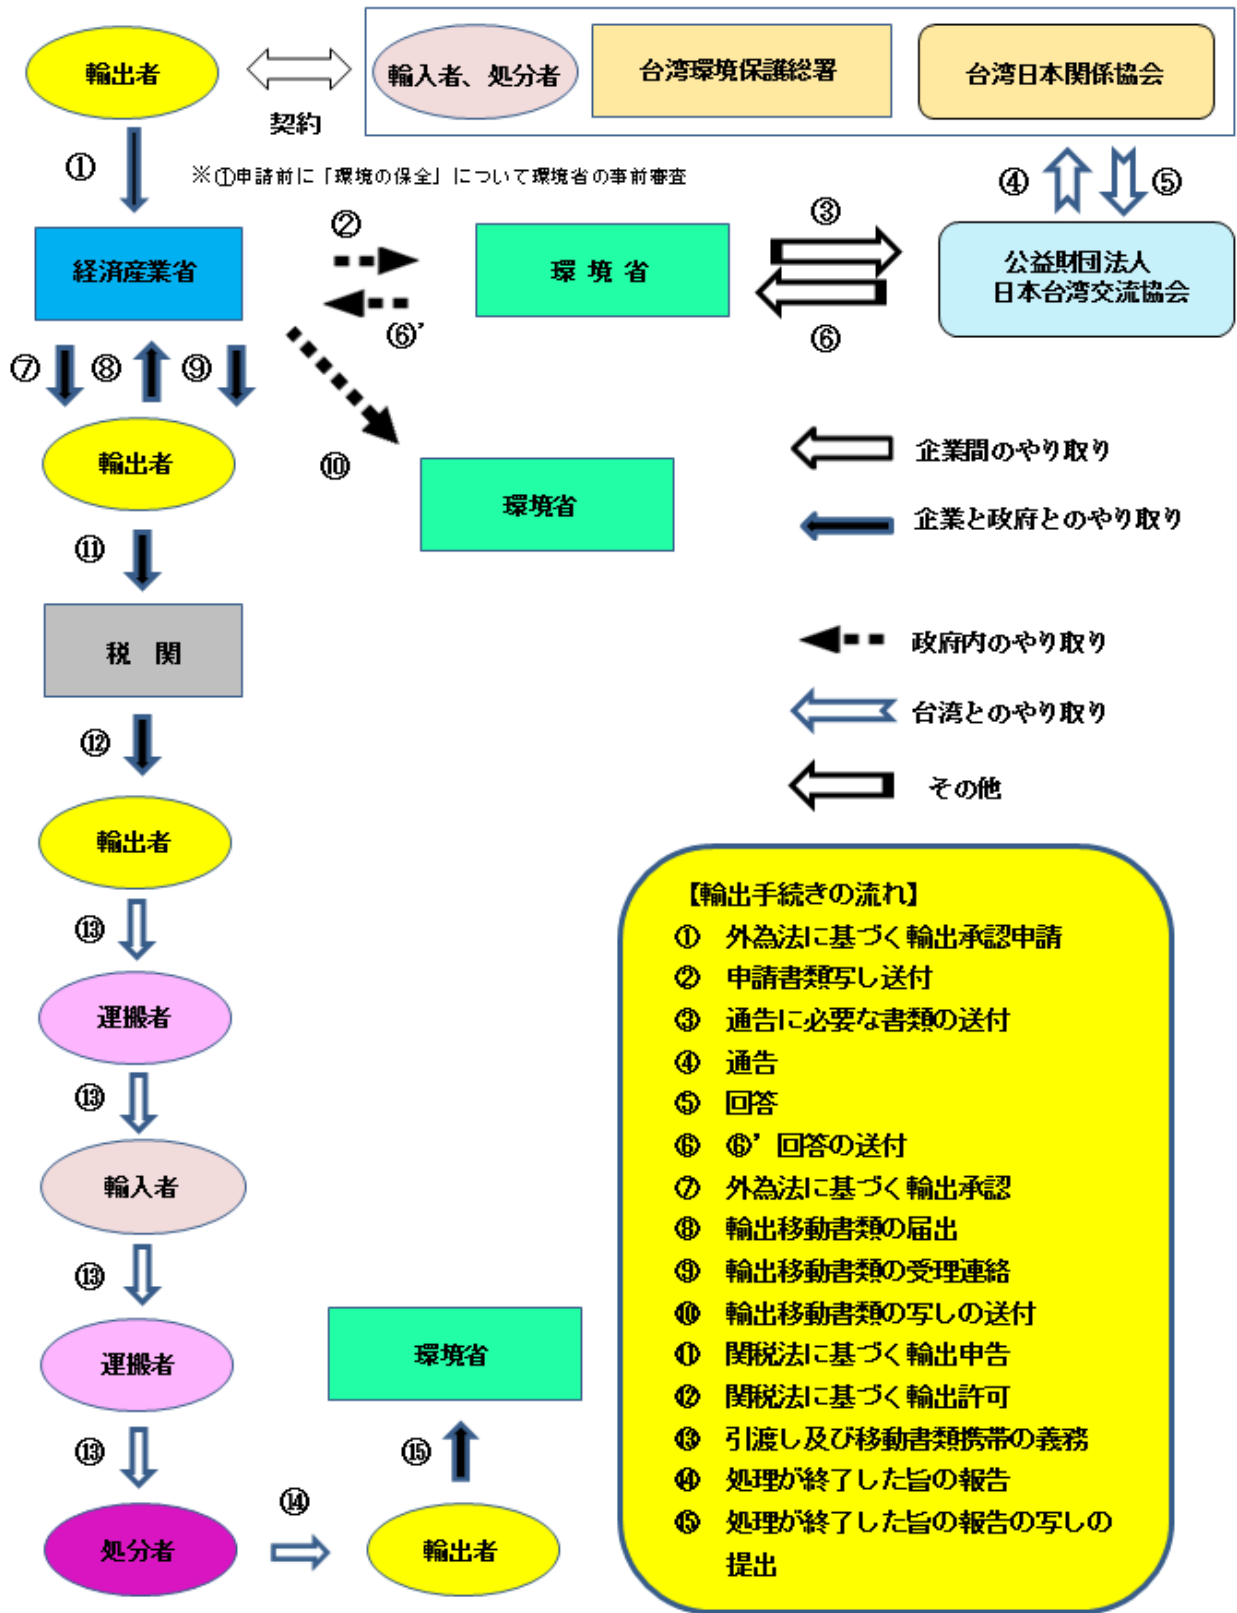 輸出者
契約
輸入者、処分者
台湾環境保護総署
台湾日本関係協会
①
※①申請前に「環境の保全」について環境省の事前審査
④
⑤
経済産業省
②
⑥’
環 境 省
③
⑥
公益財団法人
日本台湾交流協会
⑦
⑧
⑨
輸出者
⑩
環境省
企業間のやり取り
企業と政府とのやり取り
政府内のやり取り
台湾とのやり取り
その他
⑪
税 関
⑫
輸出者
⑬
運搬者
⑬
輸入者
⑬
運搬者
⑬
処分者
⑭
輸出者
⑮
環境省
【輸出手続きの流れ】
① 外為法に基づく輸出承認申請
② 申請書類写し送付
③ 通告に必要な書類の送付
④ 通告
⑤ 回答
⑥ ⑥’回答の送付
⑦ 外為法に基づく輸出承認
⑧ 輸出移動書類の届出
⑨ 輸出移動書類の受理連絡
⑩ 輸出移動書類の写しの送付
⑪ 関税法に基づく輸出申告
⑫ 関税法に基づく輸出許可
⑬ 引渡し及び移動書類携帯の義務
⑭ 処理が終了した旨の報告
⑮ 処理が終了した旨の報告の写しの
提出